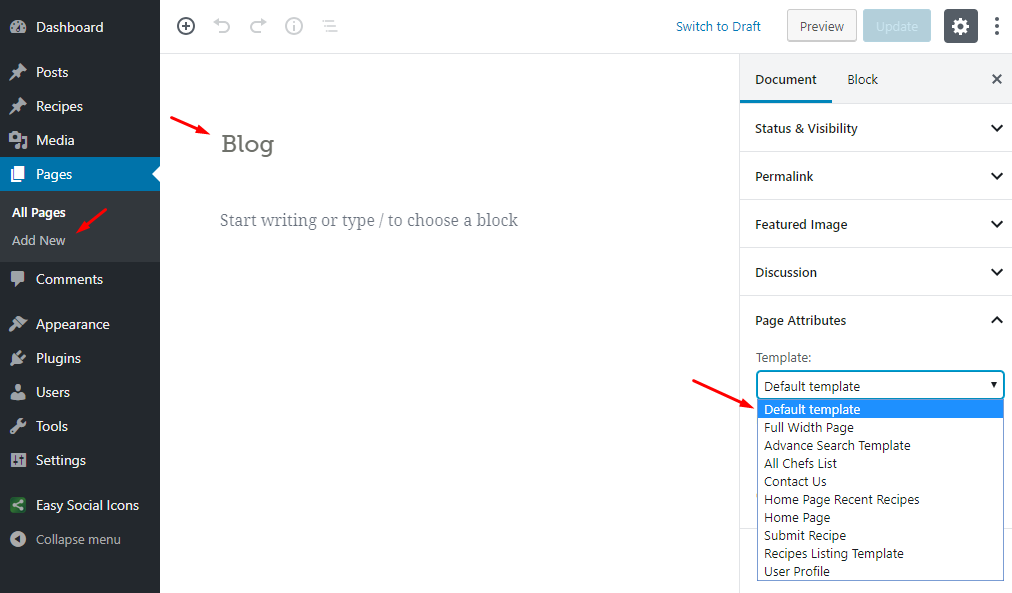 Dashboard
Posts
Recipes
Media
Pages
All Pages
Add New
Comments
Appearance
Plugins
Users
Tools
Settings
Easy Social Icons
Collapse menu
Switch to Draft
Preview
Update
Blog
Start writing or type / to choose a block
Document
Block
Status & Visibility
Permalink
Featured Image
Discussion
Page Attributes
Template:
Default template
Default template
Full Width Page
Advance Search Template
All Chefs List
Contact Us
Home Page Recent Recipes
Home Page
Submit Recipe
Recipes Listing Template
User Profile